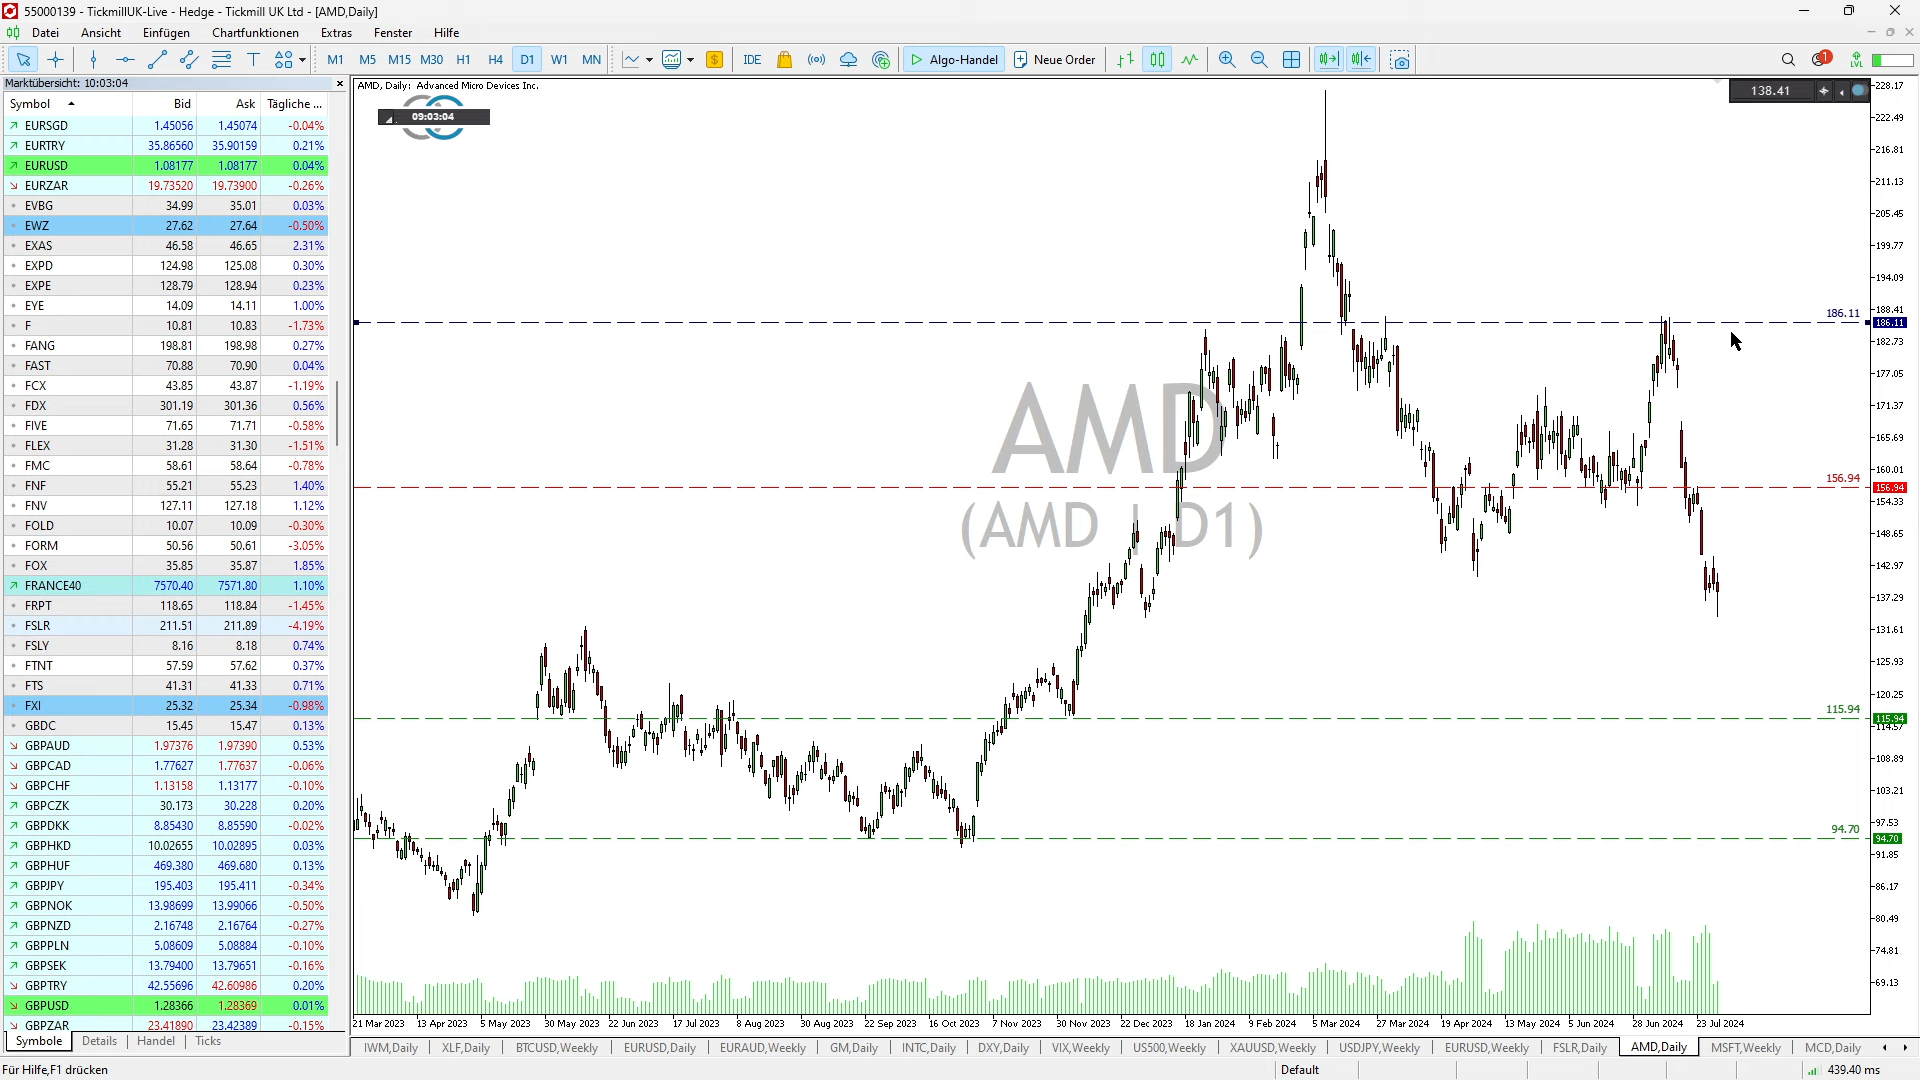 55000139 - TickmillUK-Live - Hedge - Tickmill UK Ltd - [AMD,Daily]
Datei Ansicht Einfügen Chartfunktionen Extras Fenster Hilfe
M1 M5 M15 M30 H1 H4 D1 W1 MN IDE Algo-Handel Neue Order 1 LVL
Marktübersicht: 10:03:04
Symbol Bid Ask Tägliche ...
EURSGD 1.45056 1.45074 -0.04%
EURTRY 35.86560 35.90159 0.21%
EURUSD 1.08177 1.08177 0.04%
EURZAR 19.73520 19.73900 -0.26%
EVBG 34.99 35.01 0.03%
EWZ 27.62 27.64 -0.50%
EXAS 46.58 46.65 2.31%
EXPD 124.98 125.08 0.30%
EXPE 128.79 128.94 0.23%
EYE 14.09 14.11 1.00%
F 10.81 10.83 -1.73%
FANG 198.81 198.98 0.27%
FAST 70.88 70.90 0.04%
FCX 43.85 43.87 -1.19%
FDX 301.19 301.36 0.56%
FIVE 71.65 71.71 -0.58%
FLEX 31.28 31.30 -1.51%
FMC 58.61 58.64 -0.78%
FNF 55.21 55.23 1.40%
FNV 127.11 127.18 1.12%
FOLD 10.07 10.09 -0.30%
FORM 50.56 50.61 -3.05%
FOX 35.85 35.87 1.85%
FRANCE40 7570.40 7571.80 1.10%
FRPT 118.65 118.84 -1.45%
FSLR 211.51 211.89 -4.19%
FSLY 8.16 8.18 0.74%
FTNT 57.59 57.62 0.37%
FTS 41.31 41.33 0.71%
FXI 25.32 25.34 -0.98%
GBDC 15.45 15.47 0.13%
GBPAUD 1.97376 1.97390 0.53%
GBPCAD 1.77627 1.77637 -0.06%
GBPCHF 1.13158 1.13177 -0.10%
GBPCZK 30.173 30.228 0.20%
GBPDKK 8.85430 8.85590 -0.02%
GBPHKD 10.02655 10.02895 0.03%
GBPHUF 469.380 469.680 0.13%
GBPJPY 195.403 195.411 -0.34%
GBPNOK 13.98699 13.99066 -0.50%
GBPNZD 2.16748 2.16764 -0.27%
GBPPLN 5.08609 5.08884 -0.10%
GBPSEK 13.79400 13.79651 -0.16%
GBPTRY 42.55696 42.60986 0.20%
GBPUSD 1.28366 1.28369 0.01%
GBPZAR 23.41890 23.42389 -0.15%
Symbole Details Handel Ticks
AMD, Daily: Advanced Micro Devices Inc.
09:03:04
138.41
AMD
(AMD | D1)
186.11
156.94
115.94
94.70
228.17
222.49
216.81
211.13
205.45
199.77
194.09
188.41
186.11
182.73
177.05
171.37
165.69
160.01
156.94
154.33
148.65
142.97
137.29
131.61
125.93
120.25
115.94
114.57
108.89
103.21
97.53
94.70
91.85
86.17
80.49
74.81
69.13
21 Mar 2023 13 Apr 2023 5 May 2023 30 May 2023 22 Jun 2023 17 Jul 2023 8 Aug 2023 30 Aug 2023 22 Sep 2023 16 Oct 2023 7 Nov 2023 30 Nov 2023 22 Dec 2023 18 Jan 2024 9 Feb 2024 5 Mar 2024 27 Mar 2024 19 Apr 2024 13 May 2024 5 Jun 2024 28 Jun 2024 23 Jul 2024
IWM,Daily XLF,Daily BTCUSD,Weekly EURUSD,Daily EURAUD,Weekly GM,Daily INTC,Daily DXY,Daily VIX,Weekly US500,Weekly XAUUSD,Weekly USDJPY,Weekly EURUSD,Weekly FSLR,Daily AMD,Daily MSFT,Weekly MCD,Daily
Für Hilfe,F1 drücken Default 439.40 ms